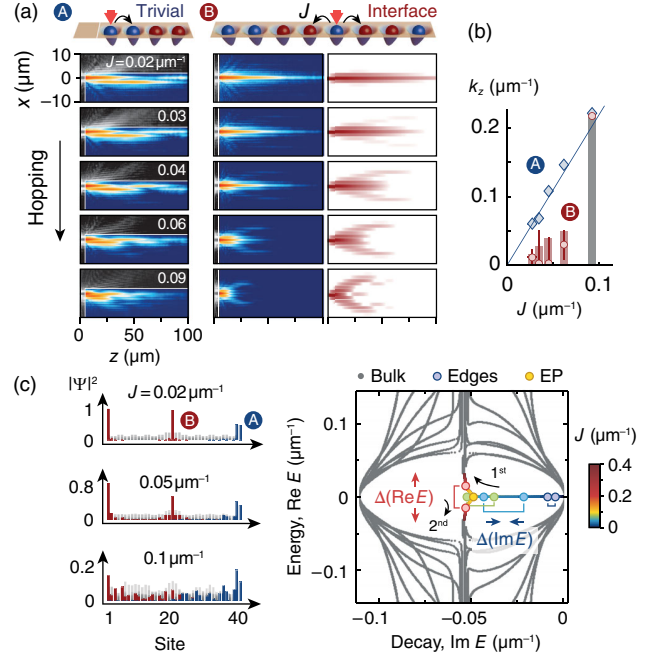 (a) A Trivial B J Interface
J = 0.02 μm⁻¹
0.03
0.04
0.06
0.09
x (μm)
10
0
−10
Hopping
0 50 100
z (μm)
(b)
k_z (μm⁻¹)
0.2
0.1
0
A
B
0 0.1
J (μm⁻¹)
(c)
|Ψ|²
J = 0.02 μm⁻¹
1
0
B A
0.05 μm⁻¹
0.8
0
0.1 μm⁻¹
0.2
0
1 20 40
Site
Bulk Edges EP
Energy, Re E (μm⁻¹)
0.1
0
−0.1
Δ(Re E)
1st
2nd
Δ(Im E)
−0.1 −0.05 0
Decay, Im E (μm⁻¹)
J (μm⁻¹)
0.4
0.2
0